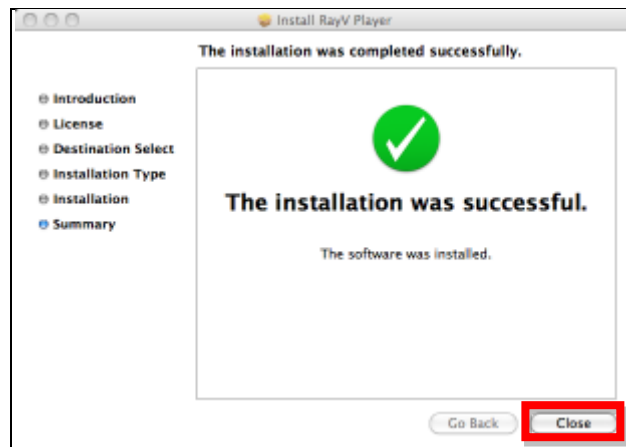 Install RayV Player
The installation was completed successfully.
Introduction
License
Destination Select
Installation Type
Installation
Summary
The installation was successful.
The software was installed.
Go Back
Close